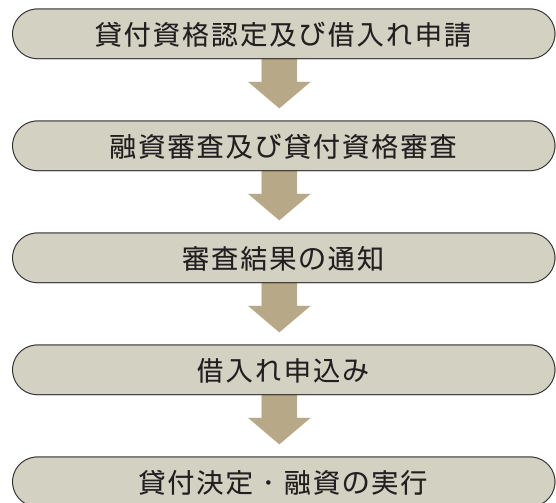 貸付資格認定及び借入れ申請
融資審査及び貸付資格審査
審査結果の通知
借入れ申込み
貸付決定・融資の実行